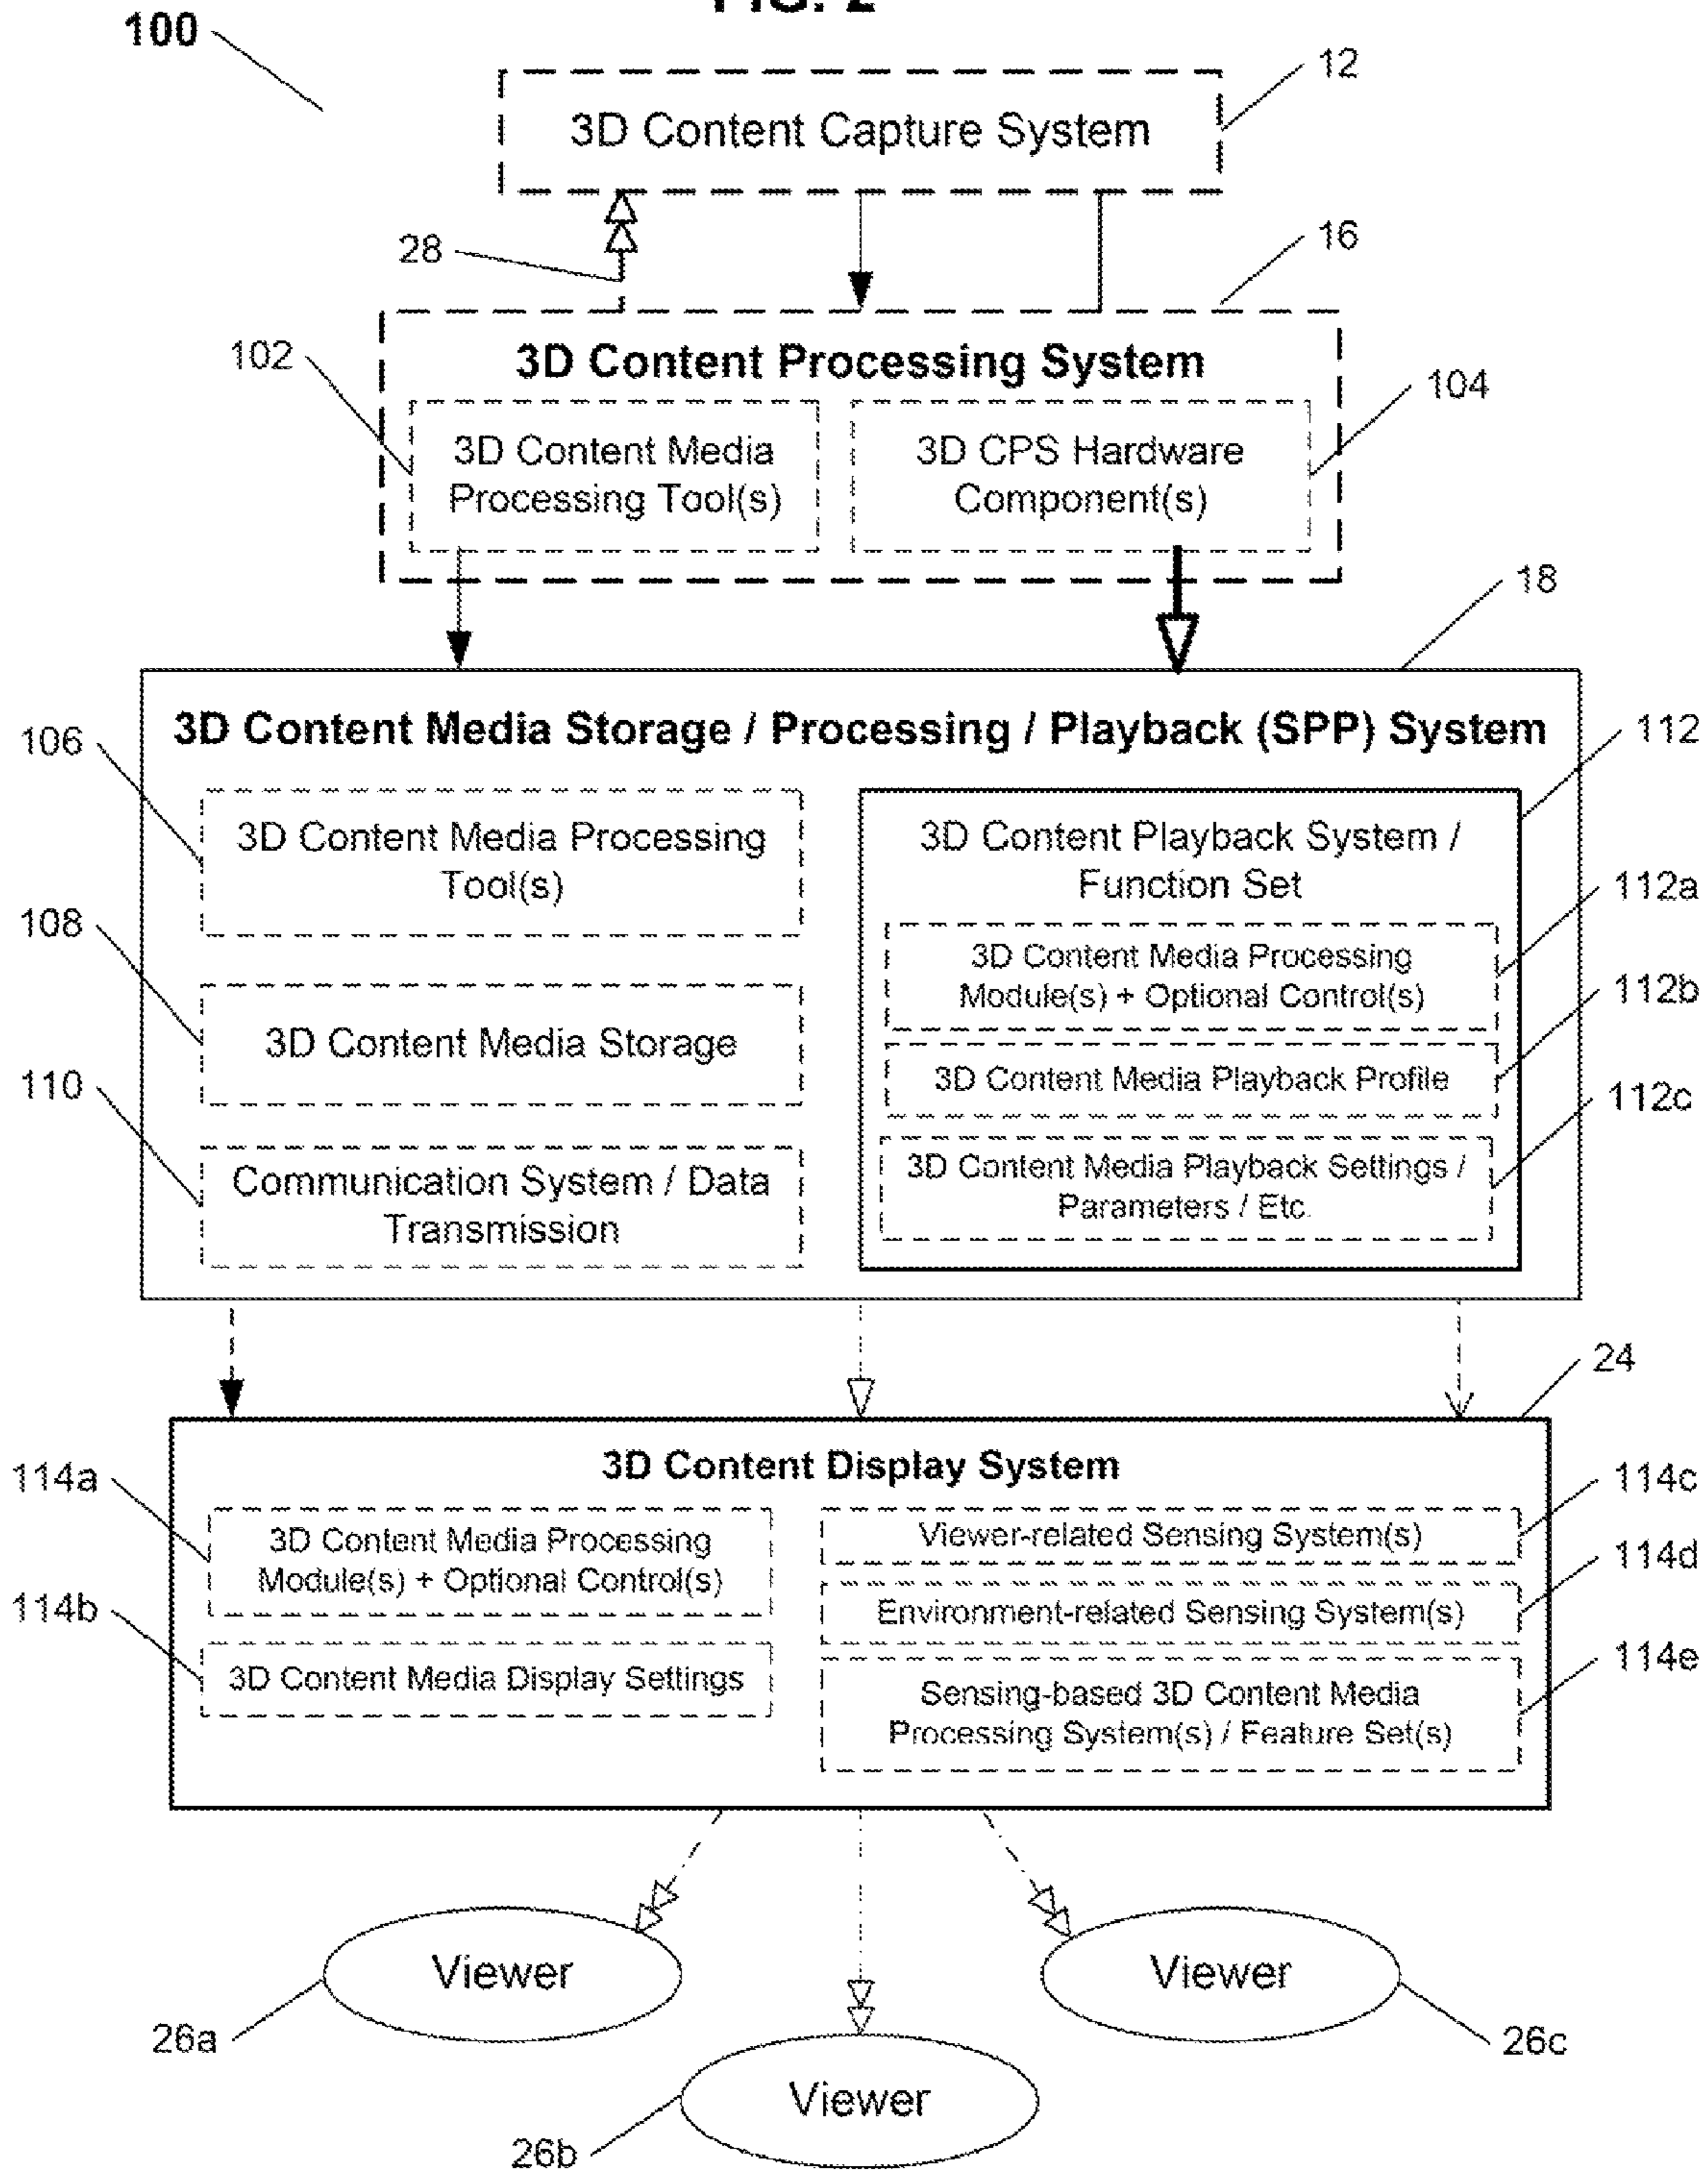 FIG. 2
100
12
3D Content Capture System
28
16
102
3D Content Processing System
104
3D Content Media
Processing Tool(s)
3D CPS Hardware
Component(s)
18
3D Content Media Storage / Processing / Playback (SPP) System
106
112
3D Content Media Processing
Tool(s)
3D Content Playback System /
Function Set
112a
108
3D Content Media Processing
Module(s) + Optional Control(s)
112b
3D Content Media Storage
3D Content Media Playback Profile
110
112c
Communication System / Data
Transmission
3D Content Media Playback Settings /
Parameters / Etc.
24
3D Content Display System
114a
114c
3D Content Media Processing
Module(s) + Optional Control(s)
Viewer-related Sensing System(s)
114d
114b
Environment-related Sensing System(s)
114e
3D Content Media Display Settings
Sensing-based 3D Content Media
Processing System(s) / Feature Set(s)
Viewer
Viewer
26a
26c
Viewer
26b